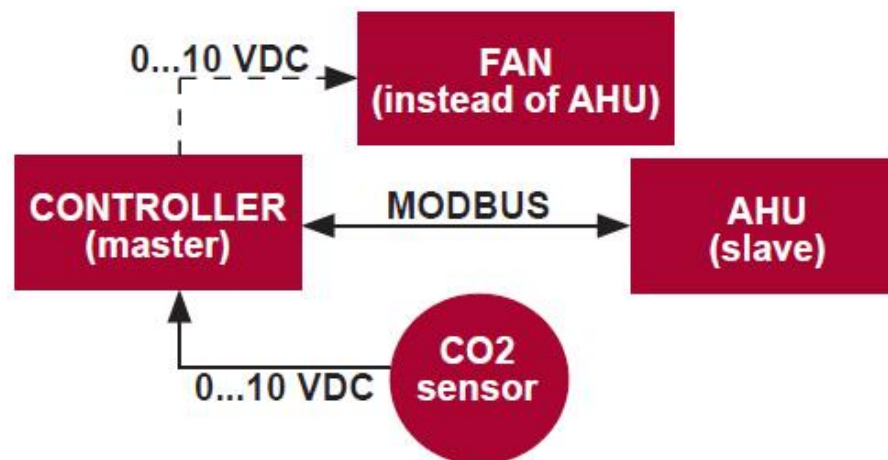 0...10 VDC
FAN
(instead of AHU)
CONTROLLER
(master)
MODBUS
AHU
(slave)
CO2
sensor
0...10 VDC